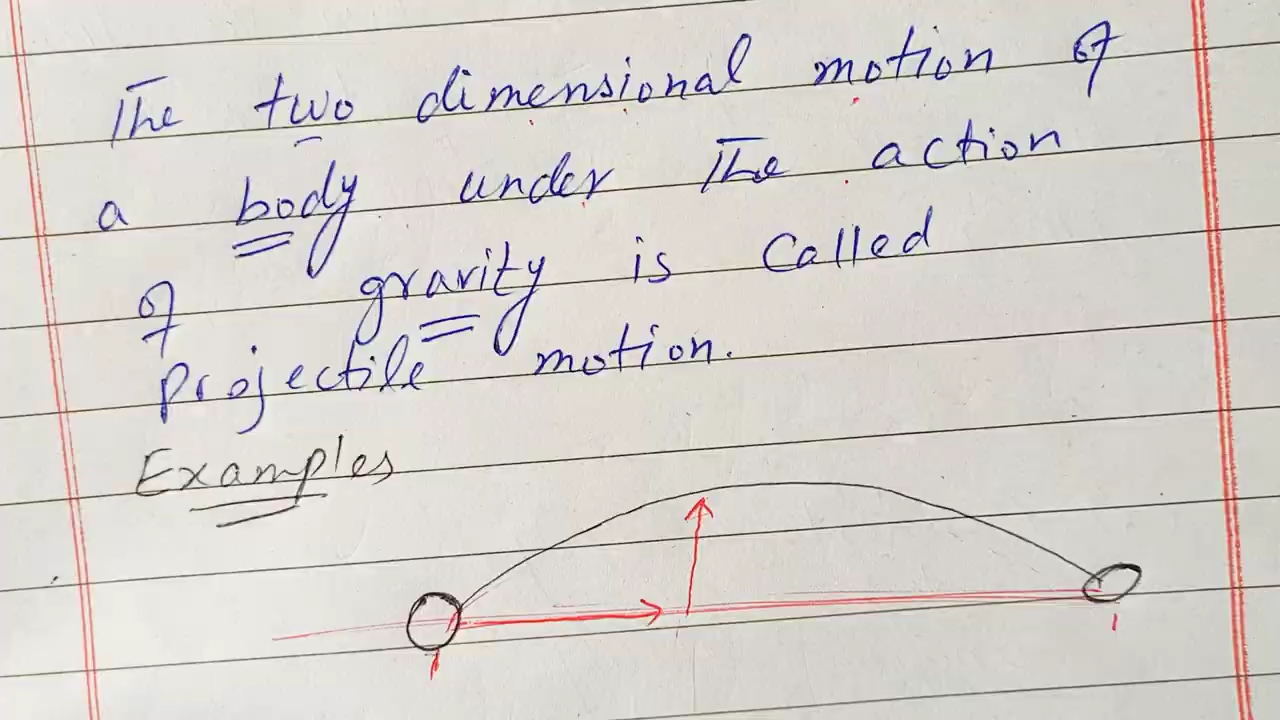 The two dimensional motion of
a body under the action
of gravity is called
projectile motion.
Examples